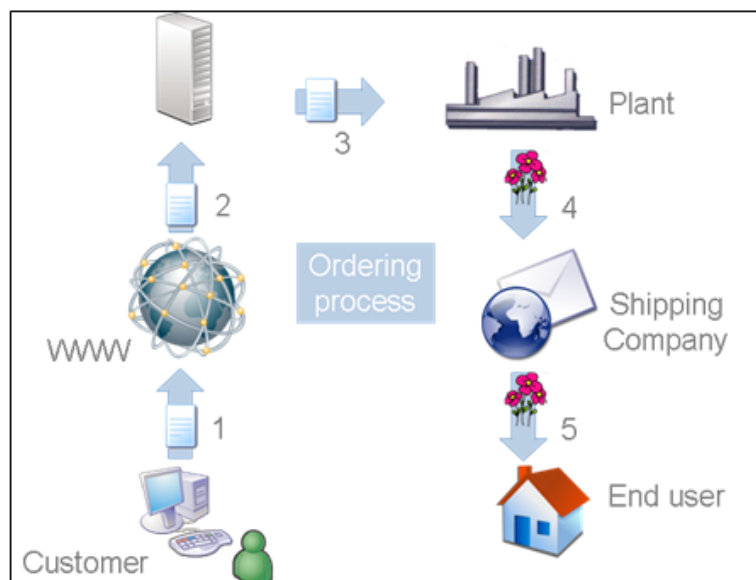 3
Plant
2
4
Ordering
process
WWW
Shipping
Company
1
5
End user
Customer